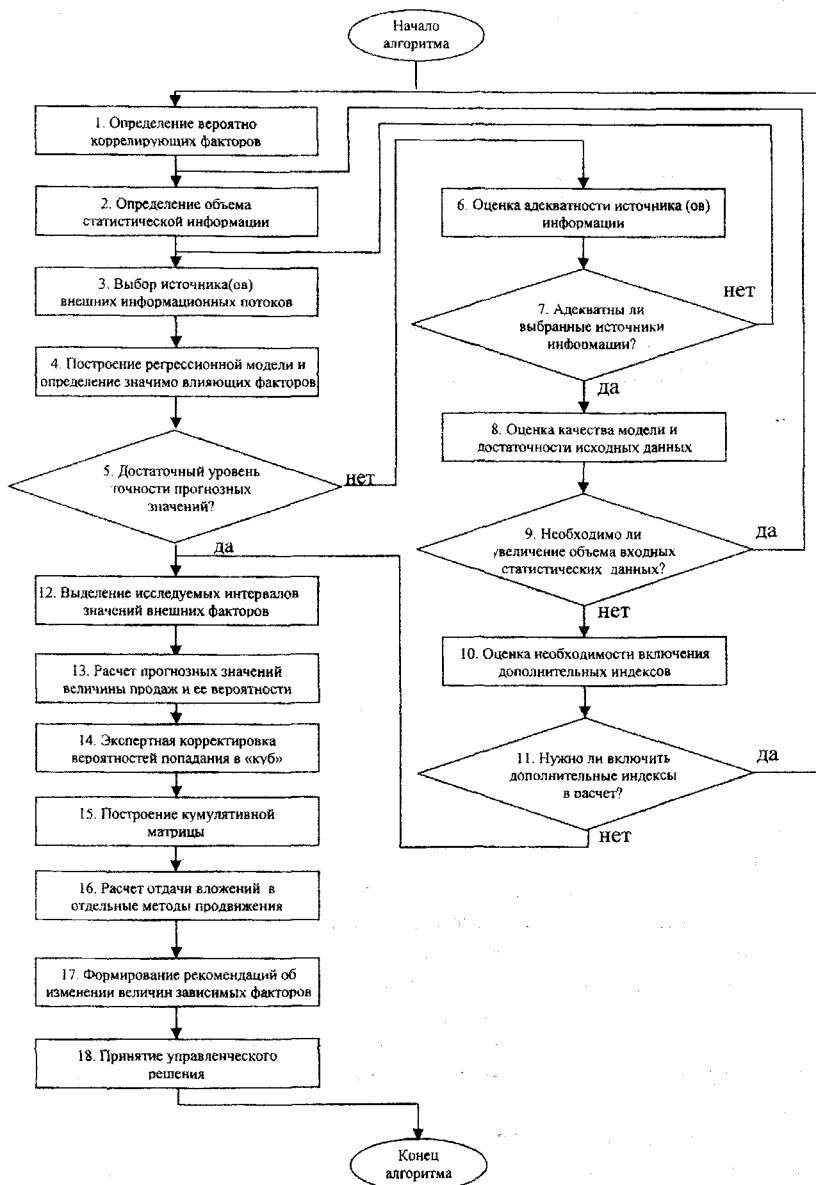 Начало
алгоритма
1. Определение вероятно
коррелирующих факторов
2. Определение объема
статистической информации
3. Выбор источника(ов)
внешних информационных потоков
4. Построение регрессионной модели и
определение значимо влияющих факторов
5. Достаточный уровень
точности прогнозных
значений?
нет
да
6. Оценка адекватности источника (ов)
информации
7. Адекватны ли
выбранные источники
информации?
нет
да
8. Оценка качества модели и
достаточности исходных данных
9. Необходимо ли
увеличение объема входных
статистических данных?
да
нет
10. Оценка необходимости включения
дополнительных индексов
11. Нужно ли включить
дополнительные индексы
в расчет?
да
нет
12. Выделение исследуемых интервалов
значений внешних факторов
13. Расчет прогнозных значений
величины продаж и ее вероятности
14. Экспертная корректировка
вероятностей попадания в «куб»
15. Построение кумулятивной
матрицы
16. Расчет отдачи вложений в
отдельные методы продвижения
17. Формирование рекомендаций об
изменении величин зависимых факторов
18. Принятие управленческого
решения
Конец
алгоритма